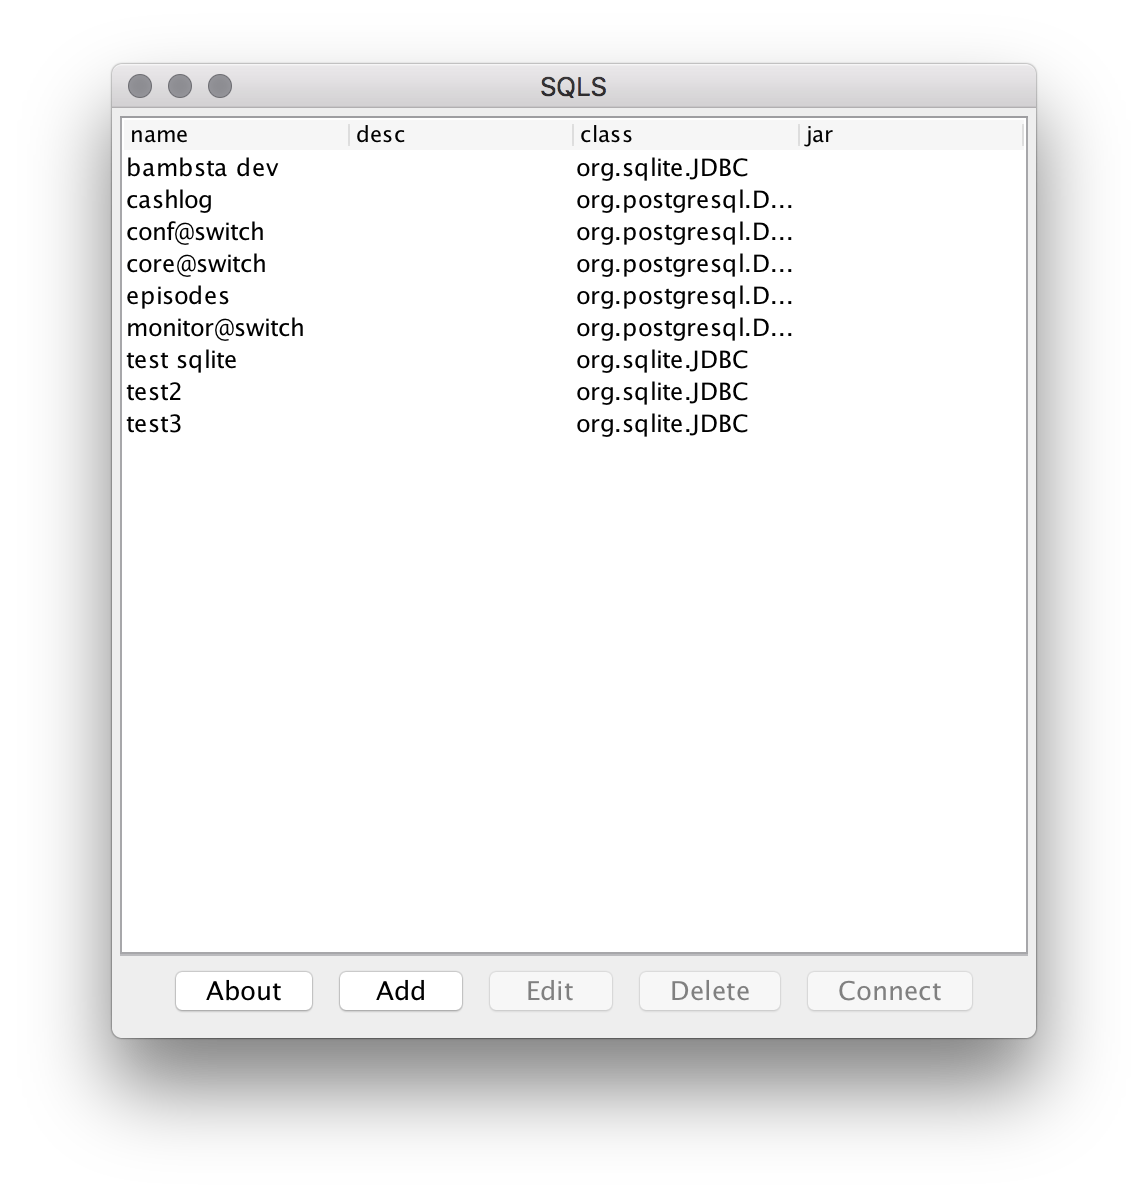 SQLS
name desc class jar
bambsta dev org.sqlite.JDBC
cashlog org.postgresql.D...
conf@switch org.postgresql.D...
core@switch org.postgresql.D...
episodes org.postgresql.D...
monitor@switch org.postgresql.D...
test sqlite org.sqlite.JDBC
test2 org.sqlite.JDBC
test3 org.sqlite.JDBC
About Add Edit Delete Connect